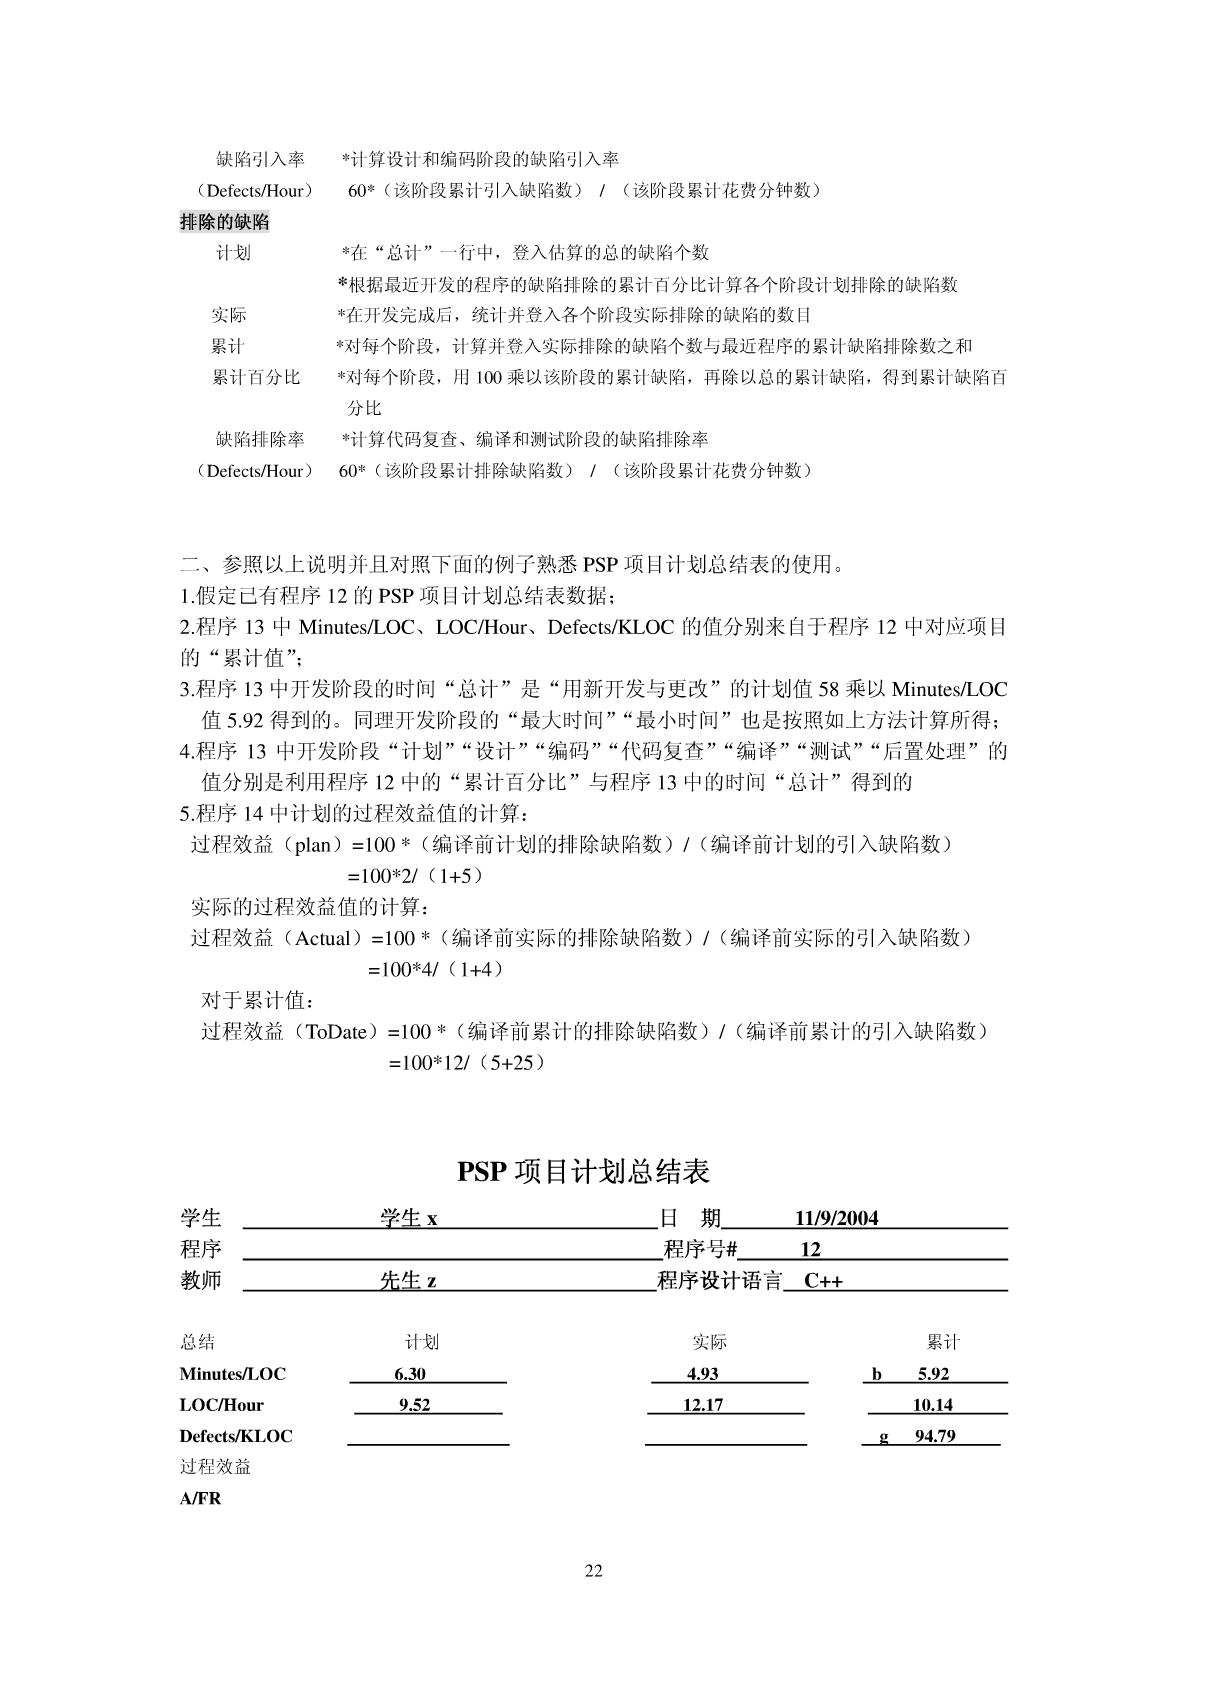 缺陷引入率 *计算设计和编码阶段的缺陷引入率
（Defects/Hour） 60*（该阶段累计引入缺陷数） / （该阶段累计花费分钟数）
排除的缺陷
计划 *在“总计”一行中，登入估算的总的缺陷个数
*根据最近开发的程序的缺陷排除的累计百分比计算各个阶段计划排除的缺陷数
实际 *在开发完成后，统计并登入各个阶段实际排除的缺陷的数目
累计 *对每个阶段，计算并登入实际排除的缺陷个数与最近程序的累计缺陷排除数之和
累计百分比 *对每个阶段，用 100 乘以该阶段的累计缺陷，再除以总的累计缺陷，得到累计缺陷百
分比
缺陷排除率 *计算代码复查、编译和测试阶段的缺陷排除率
（Defects/Hour） 60*（该阶段累计排除缺陷数） / （该阶段累计花费分钟数）
二、参照以上说明并且对照下面的例子熟悉 PSP 项目计划总结表的使用。
1.假定已有程序 12 的 PSP 项目计划总结表数据；
2.程序 13 中 Minutes/LOC、LOC/Hour、Defects/KLOC 的值分别来自于程序 12 中对应项目
的“累计值”；
3.程序 13 中开发阶段的时间“总计”是“用新开发与更改”的计划值 58 乘以 Minutes/LOC
值 5.92 得到的。同理开发阶段的“最大时间”“最小时间”也是按照如上方法计算所得；
4.程序 13 中开发阶段“计划”“设计”“编码”“代码复查”“编译”“测试”“后置处理”的
值分别是利用程序 12 中的“累计百分比”与程序 13 中的时间“总计”得到的
5.程序 14 中计划的过程效益值的计算：
过程效益（plan）=100 *（编译前计划的排除缺陷数）/（编译前计划的引入缺陷数）
=100*2/（1+5）
实际的过程效益值的计算：
过程效益（Actual）=100 *（编译前实际的排除缺陷数）/（编译前实际的引入缺陷数）
=100*4/（1+4）
对于累计值：
过程效益（ToDate）=100 *（编译前累计的排除缺陷数）/（编译前累计的引入缺陷数）
=100*12/（5+25）
PSP 项目计划总结表
学生 学生 x 日 期 11/9/2004
程序 程序号# 12
教师 先生 z 程序设计语言 C++
总结 计划 实际 累计
Minutes/LOC 6.30 4.93 b 5.92
LOC/Hour 9.52 12.17 10.14
Defects/KLOC g 94.79
过程效益
A/FR
22